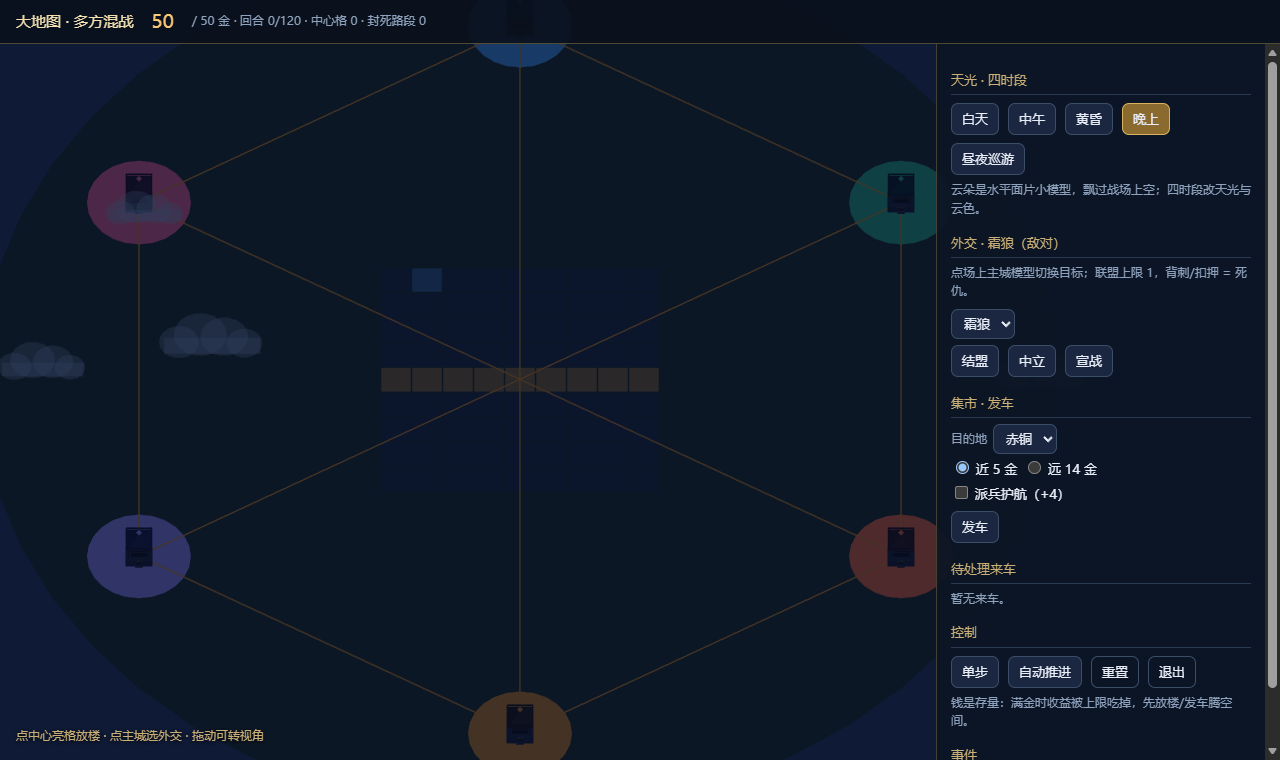 大地图 · 多方混战 50 / 50 金 · 回合 0/120 · 中心格 0 · 封死路段 0
天光 · 四时段
白天 中午 黄昏 晚上
昼夜巡游
云朵是水平面片小模型，飘过战场上空；四时段改天光与
云色。
外交 · 霜狼（敌对）
点场上主城模型切换目标；联盟上限 1，背刺/扣押 = 死
仇。
霜狼
结盟 中立 宣战
集市 · 发车
目的地 赤铜
近 5 金 远 14 金
派兵护航（+4）
发车
待处理来车
暂无来车。
控制
单步 自动推进 重置 退出
钱是存量：满金时收益被上限吃掉，先放楼/发车腾空
间。
事件
点中心亮格放楼 · 点主城选外交 · 拖动可转视角